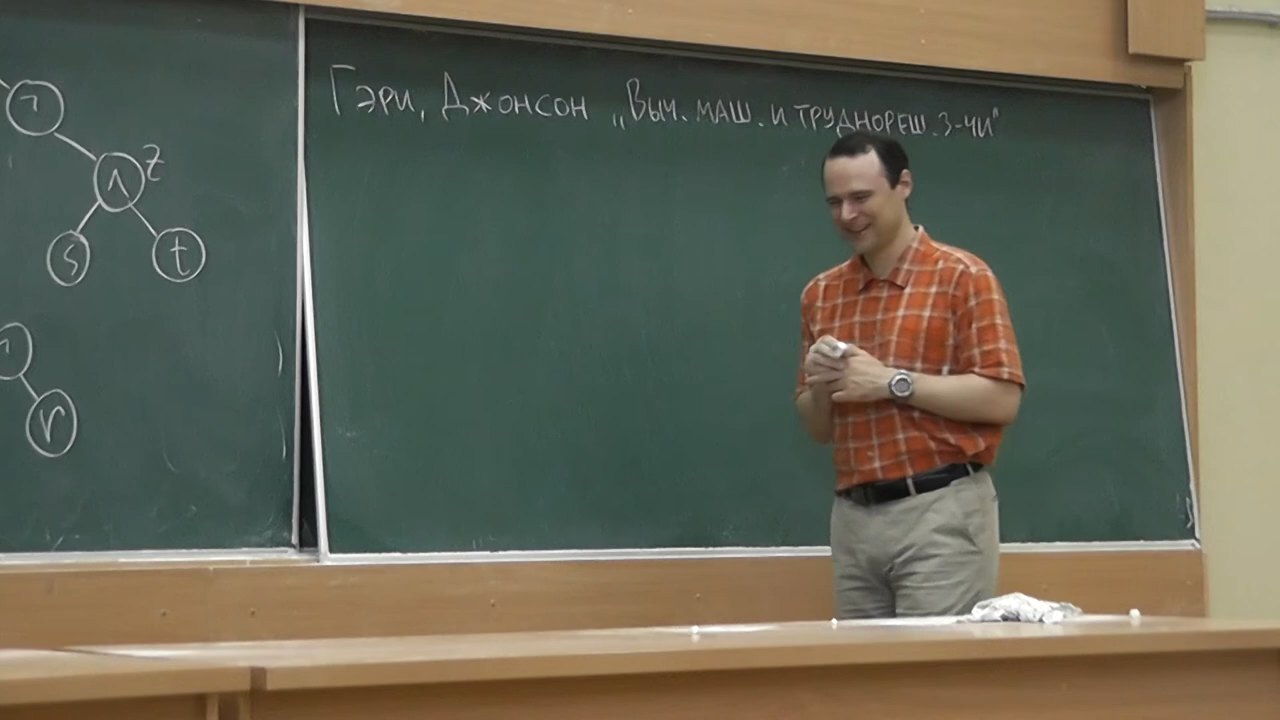 Гэри, Джонсон „Выч. маш. и труднореш. з-чи"
¬
∧ z
s t
¬
r